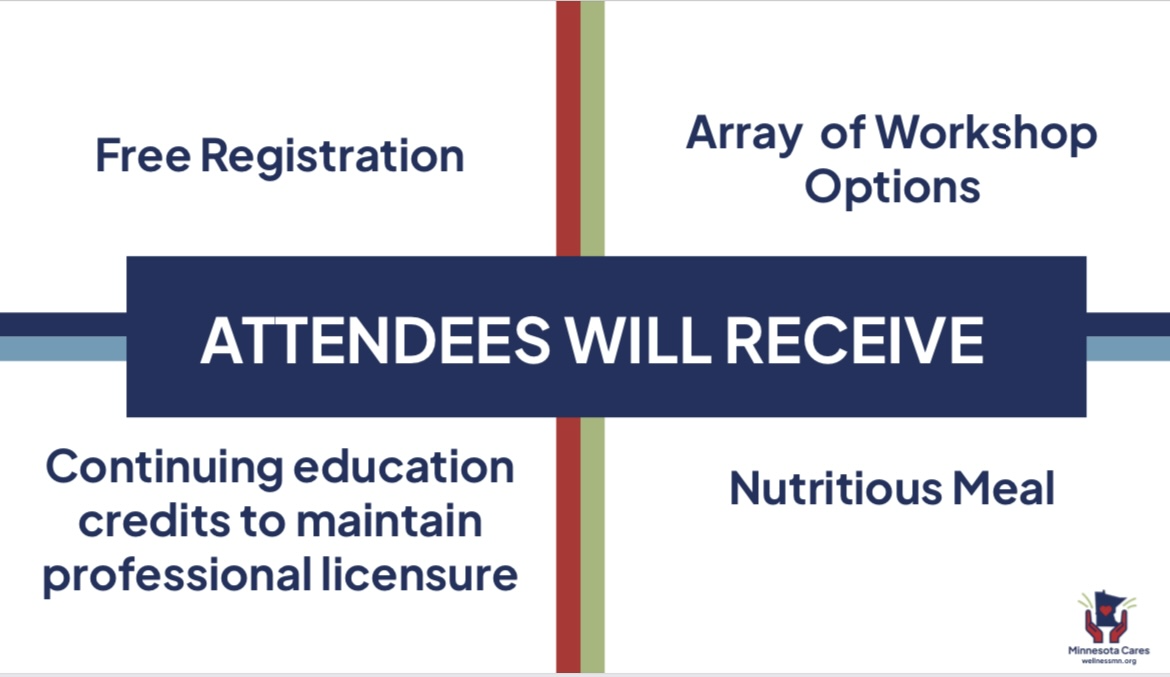 Free Registration
Array of Workshop
Options
ATTENDEES WILL RECEIVE
Continuing education
credits to maintain
professional licensure
Nutritious Meal
Minnesota Cares
wellnessmn.org